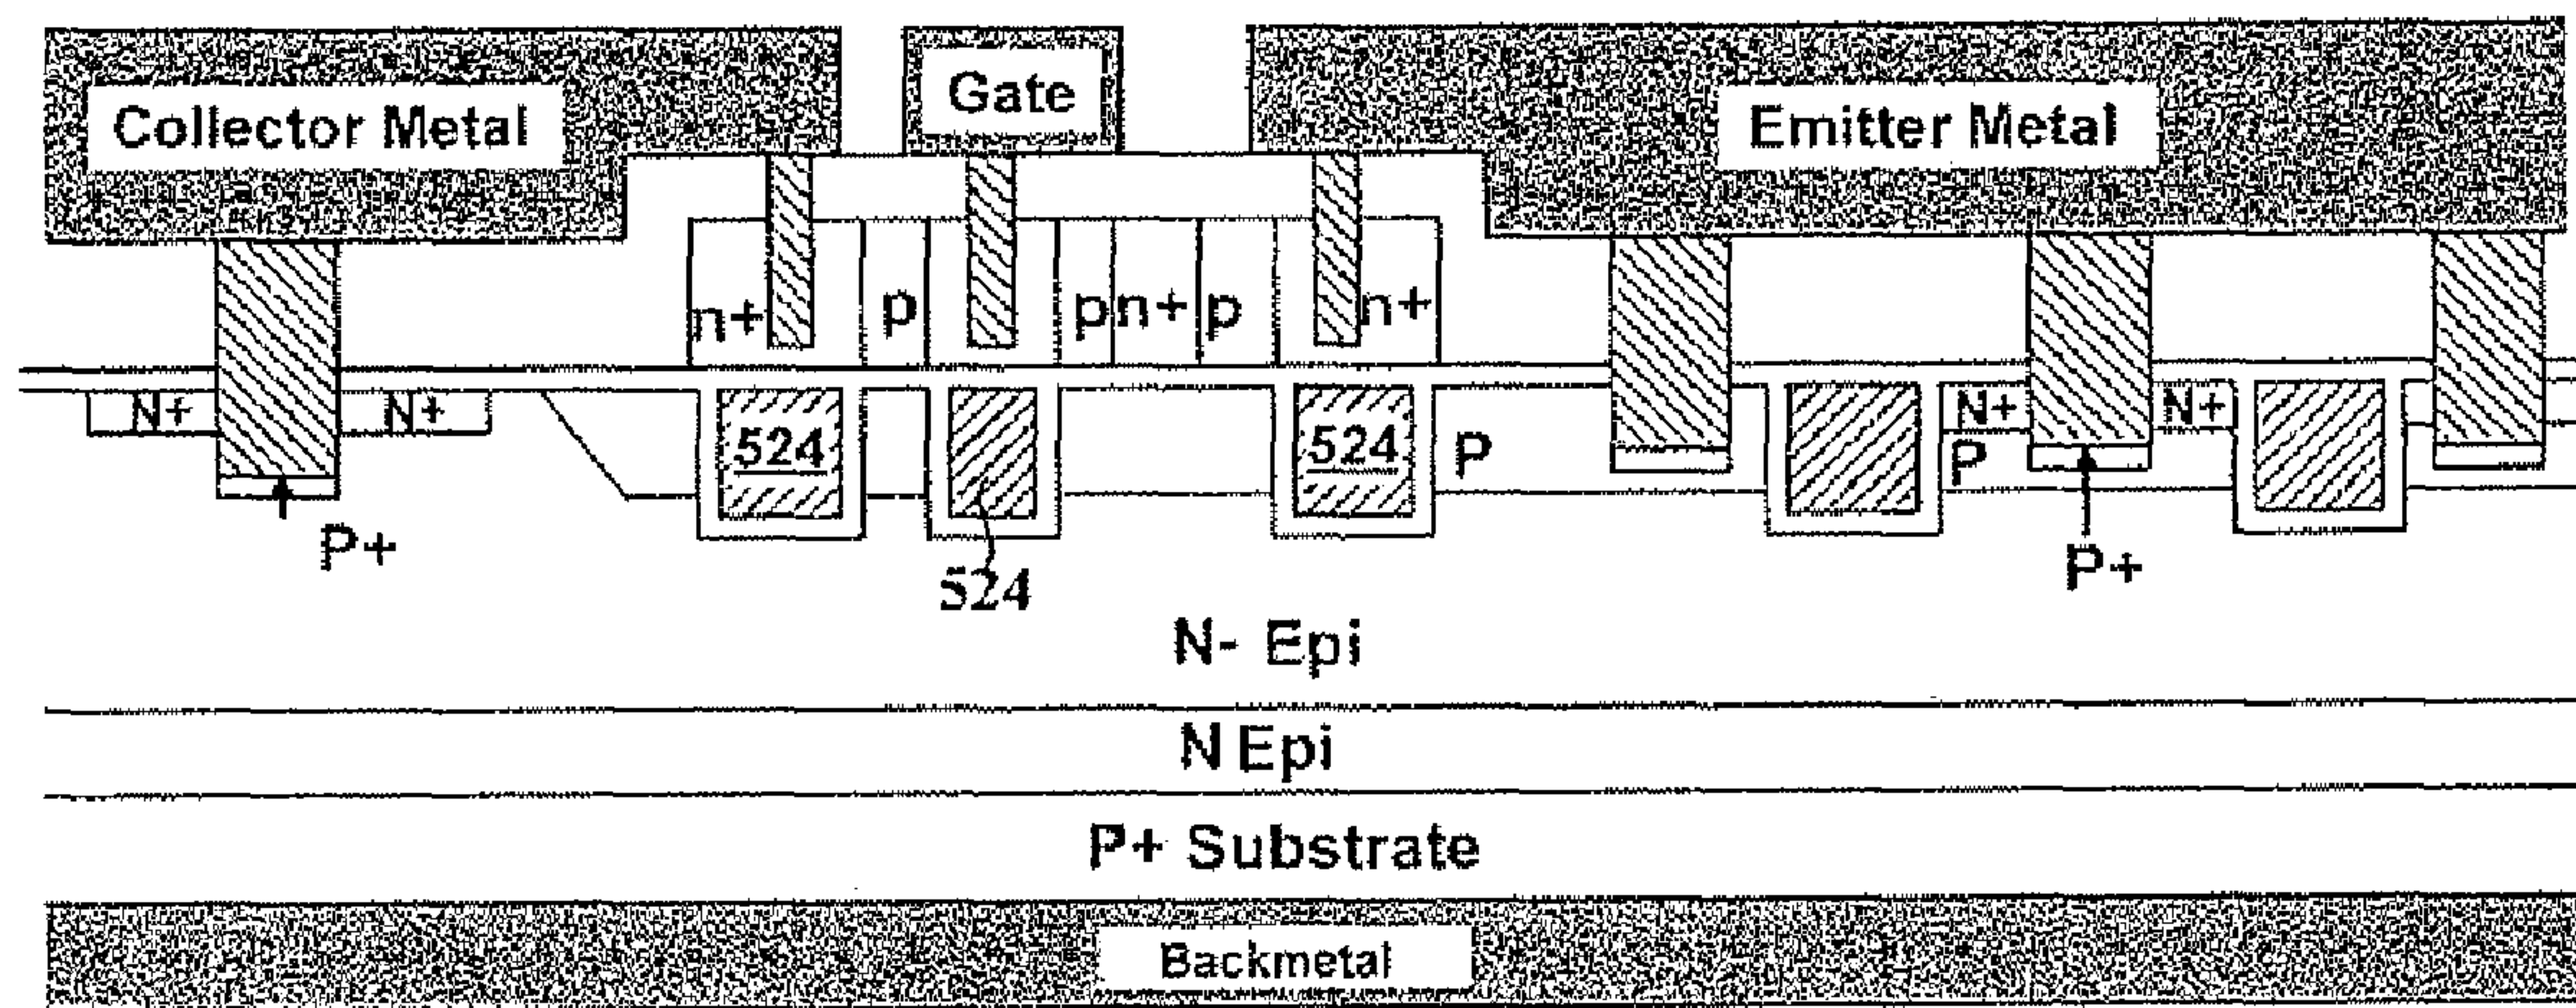 Collector Metal
Gate
Emitter Metal
n+
p
p
n+
p
n+
N+
N+
524
524
P
N+
P
N+
P+
524
P+
N- Epi
N Epi
P+ Substrate
Backmetal